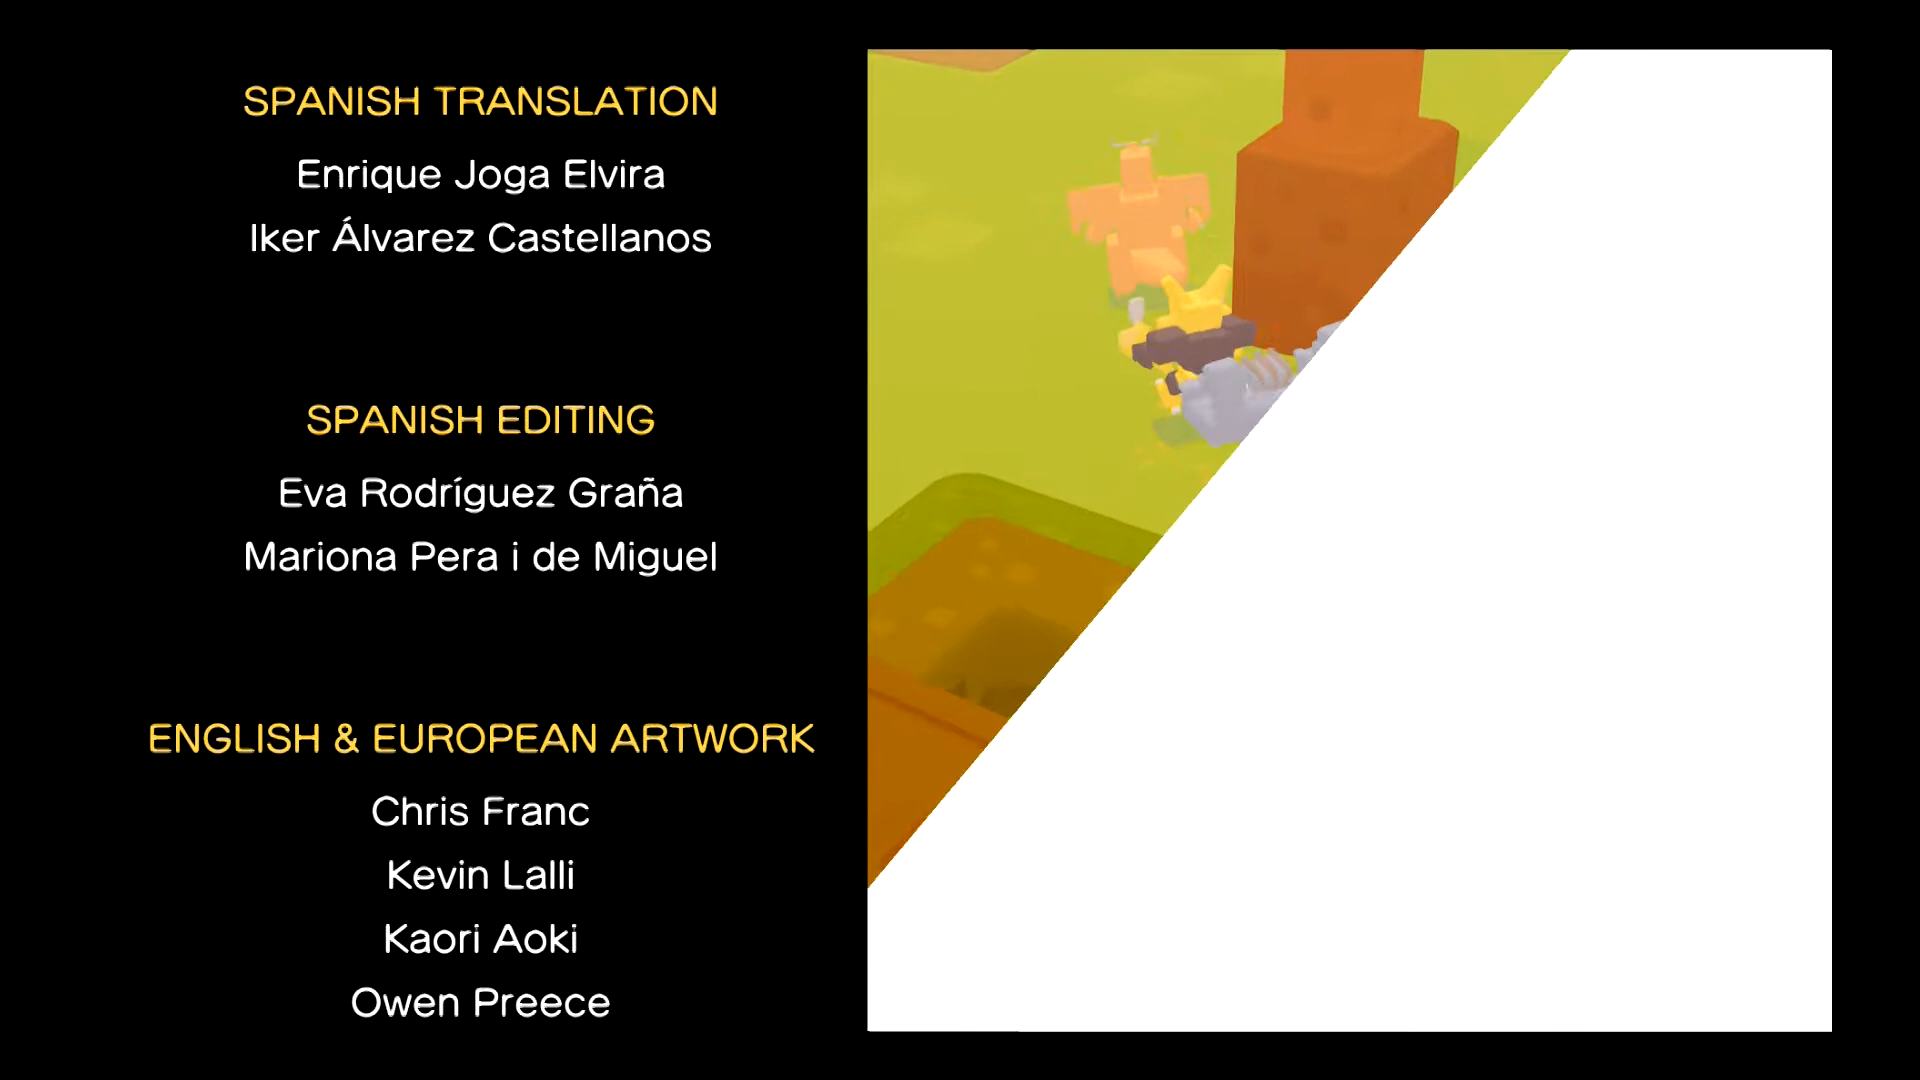 SPANISH TRANSLATION
Enrique Joga Elvira
Iker Álvarez Castellanos
SPANISH EDITING
Eva Rodríguez Graña
Mariona Pera i de Miguel
ENGLISH & EUROPEAN ARTWORK
Chris Franc
Kevin Lalli
Kaori Aoki
Owen Preece